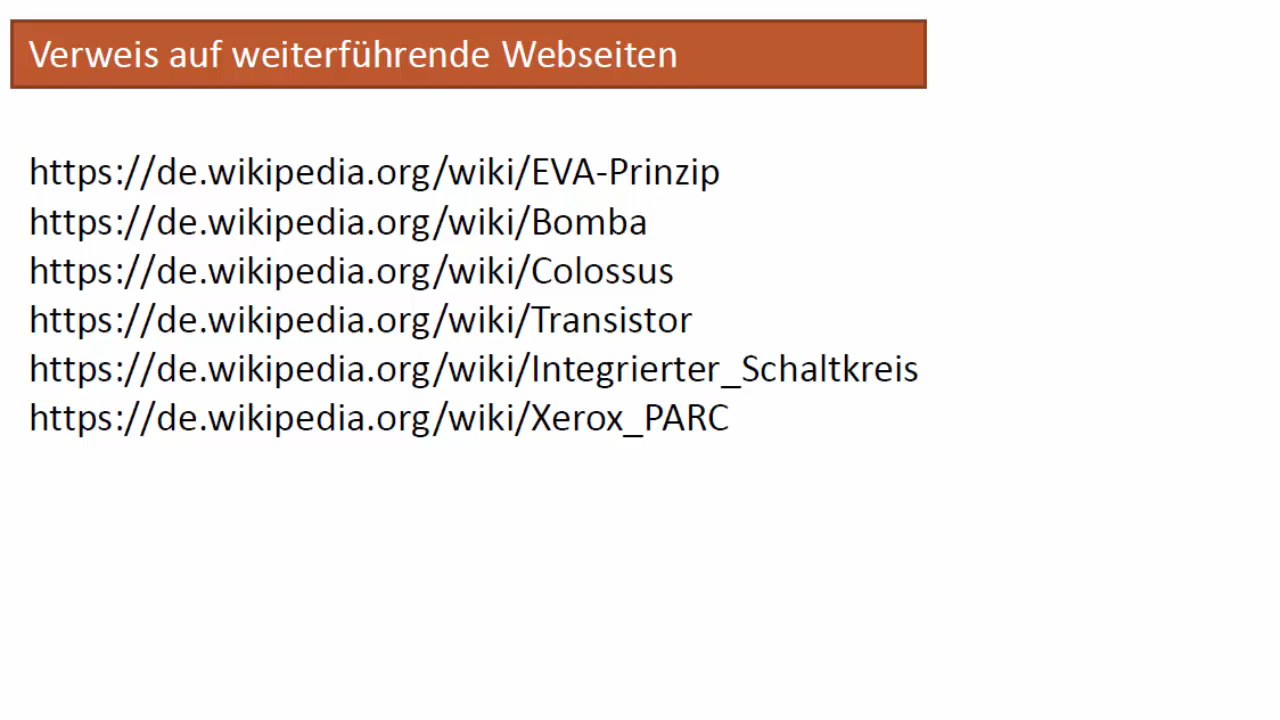 Verweis auf weiterführende Webseiten
https://de.wikipedia.org/wiki/EVA-Prinzip
https://de.wikipedia.org/wiki/Bomba
https://de.wikipedia.org/wiki/Colossus
https://de.wikipedia.org/wiki/Transistor
https://de.wikipedia.org/wiki/Integrierter_Schaltkreis
https://de.wikipedia.org/wiki/Xerox_PARC